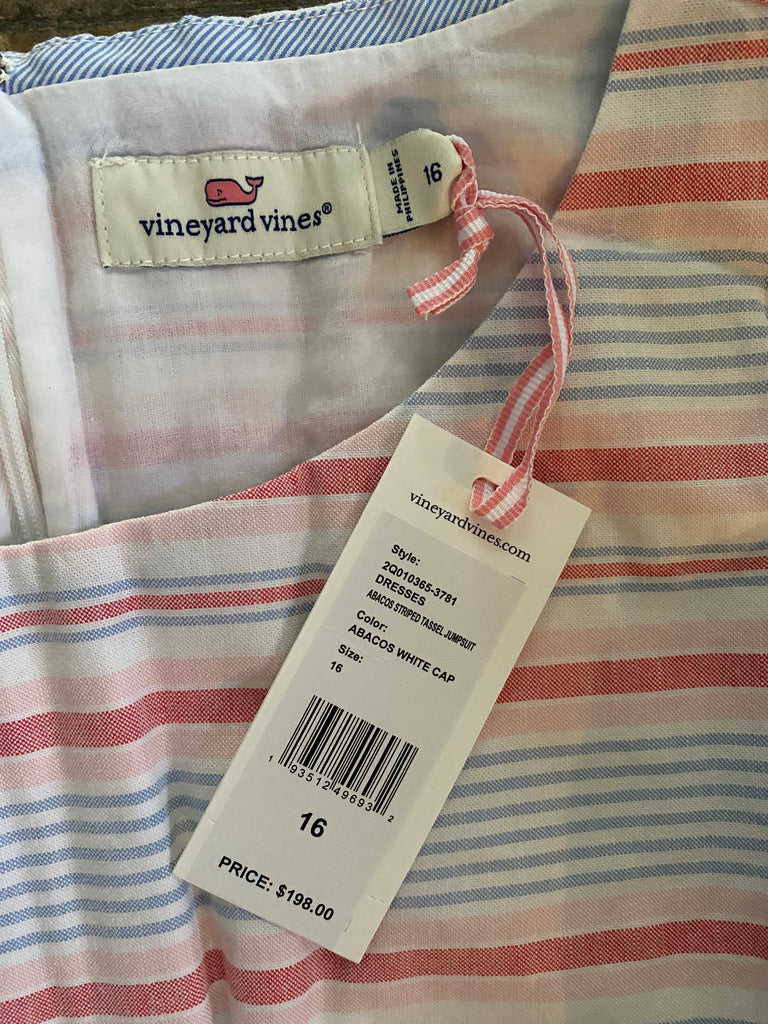 vineyard vines®
MADE IN
PHILIPPINES
16
vineyardvines.com
Style:
2Q010365-3781
DRESSES
ABACOS STRIPED TASSEL JUMPSUIT
Color:
ABACOS WHITE CAP
Size:
16
1 93512 49693 2
16
PRICE: $198.00